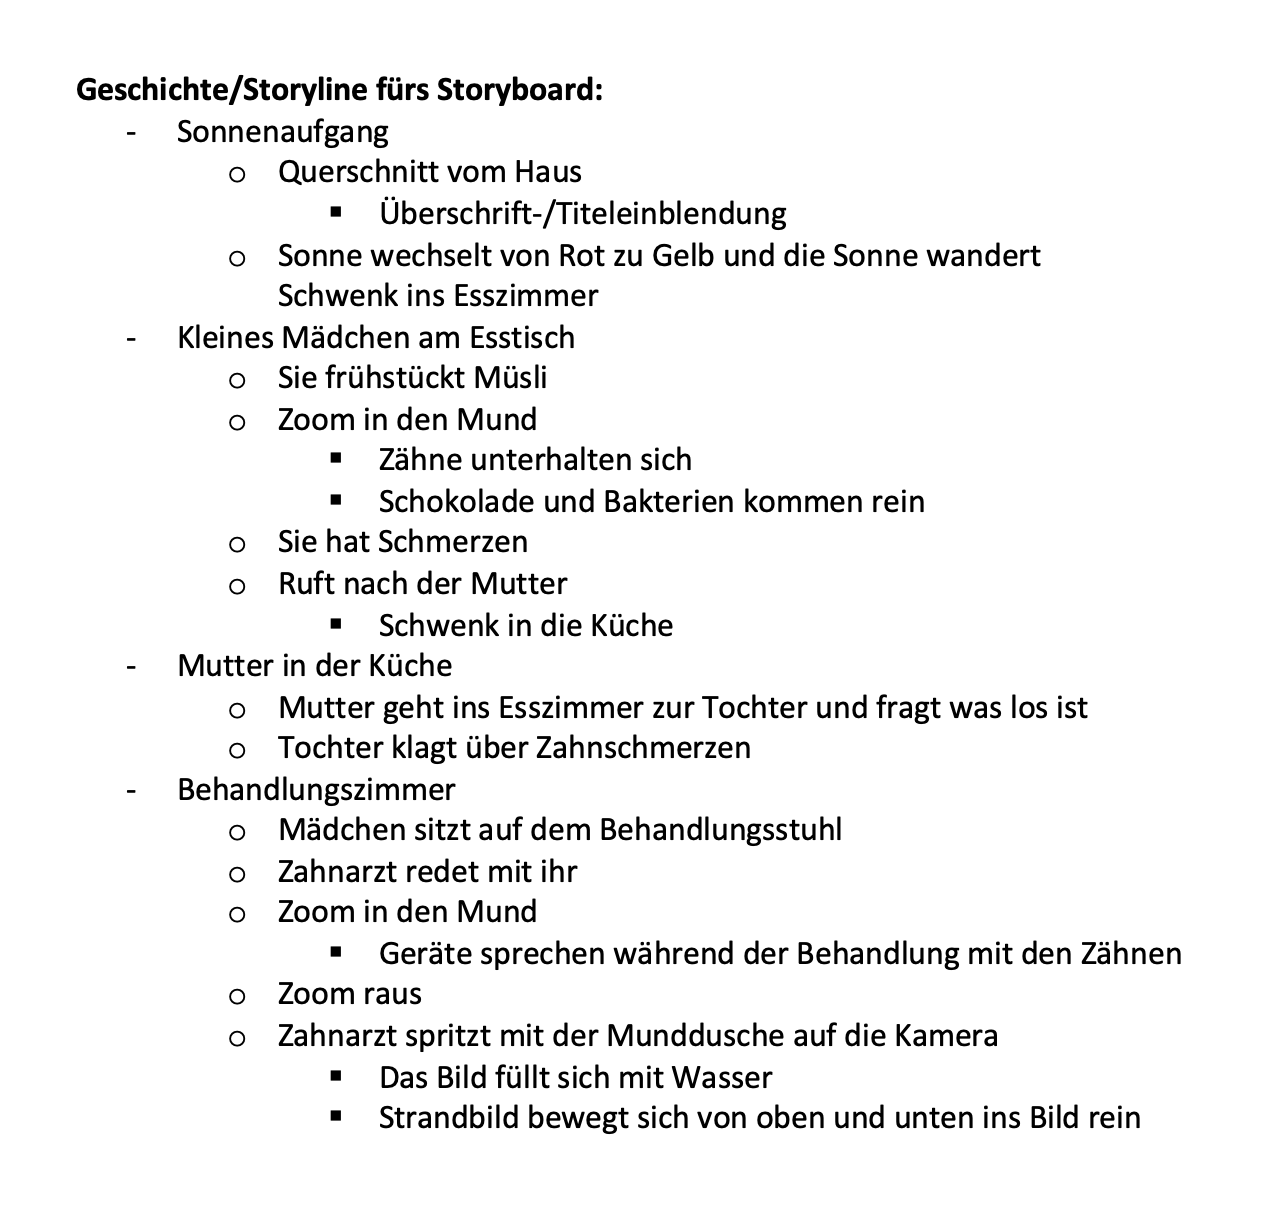 Geschichte/Storyline fürs Storyboard:
- Sonnenaufgang
o Querschnitt vom Haus
▪ Überschrift-/Titeleinblendung
o Sonne wechselt von Rot zu Gelb und die Sonne wandert
Schwenk ins Esszimmer
- Kleines Mädchen am Esstisch
o Sie frühstückt Müsli
o Zoom in den Mund
▪ Zähne unterhalten sich
▪ Schokolade und Bakterien kommen rein
o Sie hat Schmerzen
o Ruft nach der Mutter
▪ Schwenk in die Küche
- Mutter in der Küche
o Mutter geht ins Esszimmer zur Tochter und fragt was los ist
o Tochter klagt über Zahnschmerzen
- Behandlungszimmer
o Mädchen sitzt auf dem Behandlungsstuhl
o Zahnarzt redet mit ihr
o Zoom in den Mund
▪ Geräte sprechen während der Behandlung mit den Zähnen
o Zoom raus
o Zahnarzt spritzt mit der Munddusche auf die Kamera
▪ Das Bild füllt sich mit Wasser
▪ Strandbild bewegt sich von oben und unten ins Bild rein